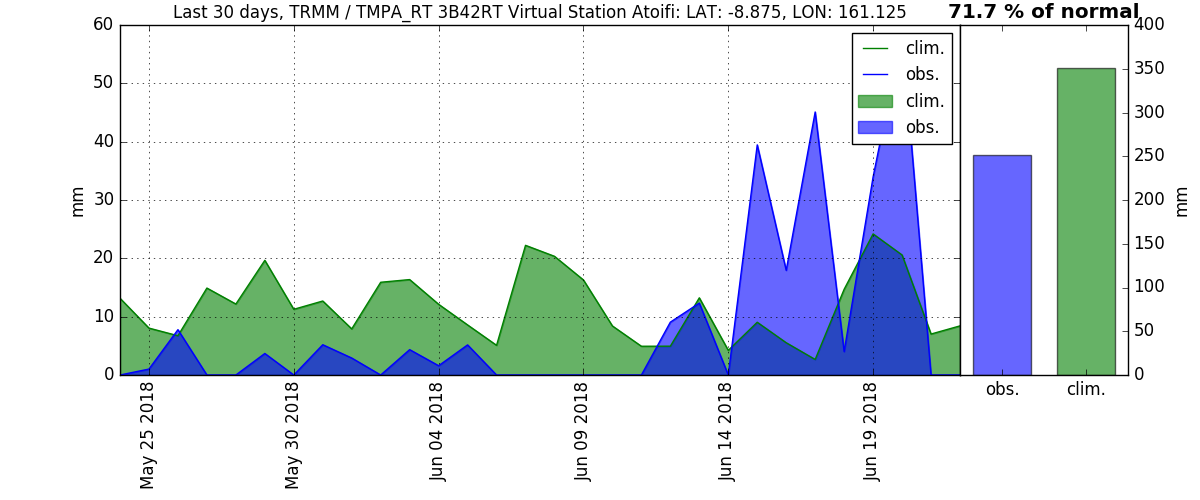 Last 30 days, TRMM / TMPA_RT 3B42RT Virtual Station Atoifi: LAT: -8.875, LON: 161.125
71.7 % of normal
60
50
40
30
20
10
0
mm
clim.
obs.
clim.
obs.
May 25 2018
May 30 2018
Jun 04 2018
Jun 09 2018
Jun 14 2018
Jun 19 2018
400
350
300
250
200
150
100
50
0
mm
obs.
clim.